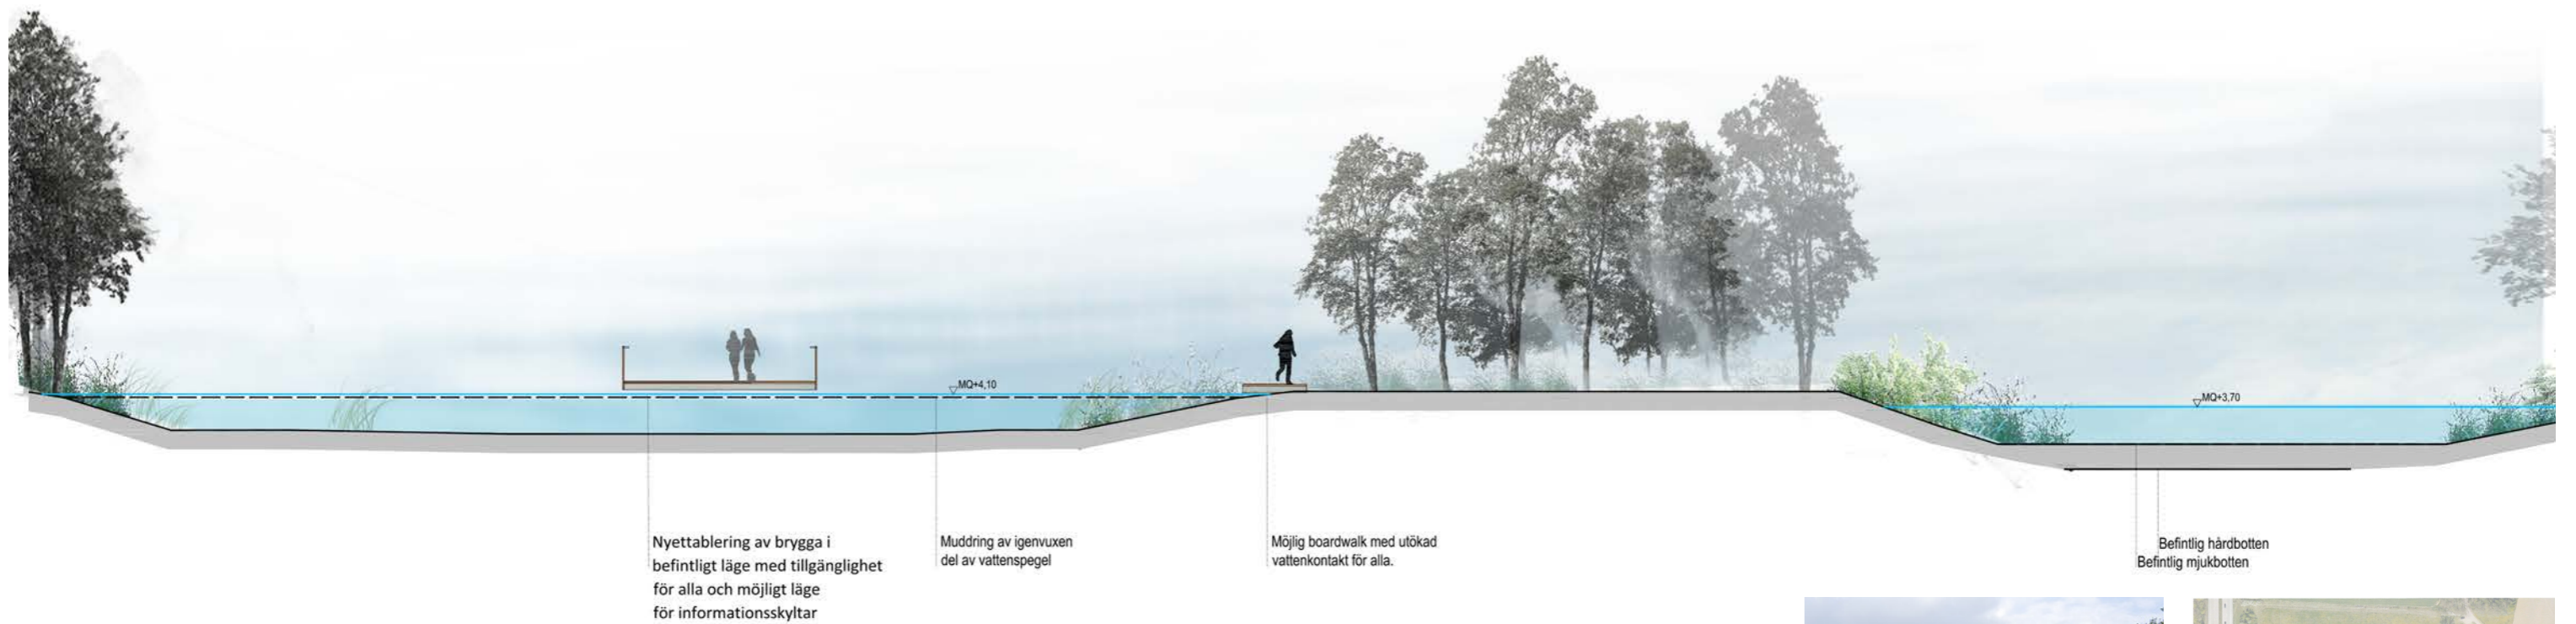 MQ+4,10
MQ+3,70
Nyettablering av brygga i
befintligt läge med tillgänglighet
för alla och möjligt läge
för informationsskyltar
Muddring av igenvuxen
del av vattenspegel
Möjlig boardwalk med utökad
vattenkontakt för alla.
Befintlig hårdbotten
Befintlig mjukbotten